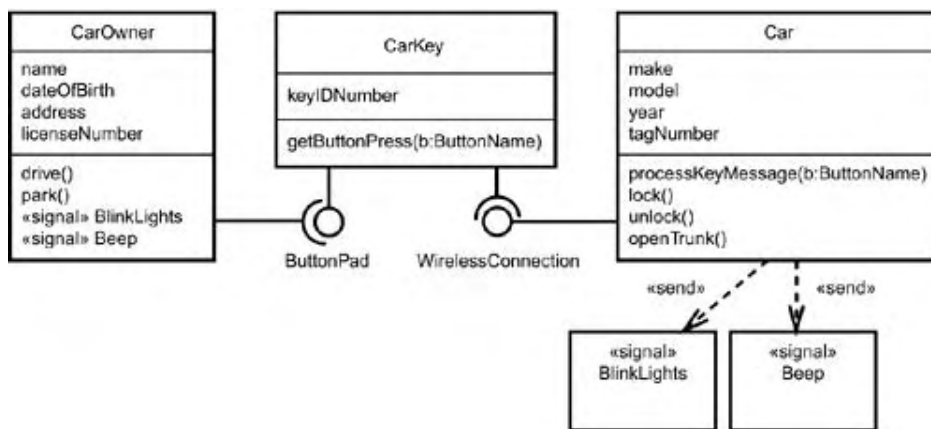 CarOwner
name
dateOfBirth
address
licenseNumber
drive()
park()
«signal» BlinkLights
«signal» Beep
CarKey
keyIDNumber
getButtonPress(b:ButtonName)
ButtonPad
WirelessConnection
Car
make
model
year
tagNumber
processKeyMessage(b:ButtonName)
lock()
unlock()
openTrunk()
«send»
«send»
«signal»
BlinkLights
«signal»
Beep